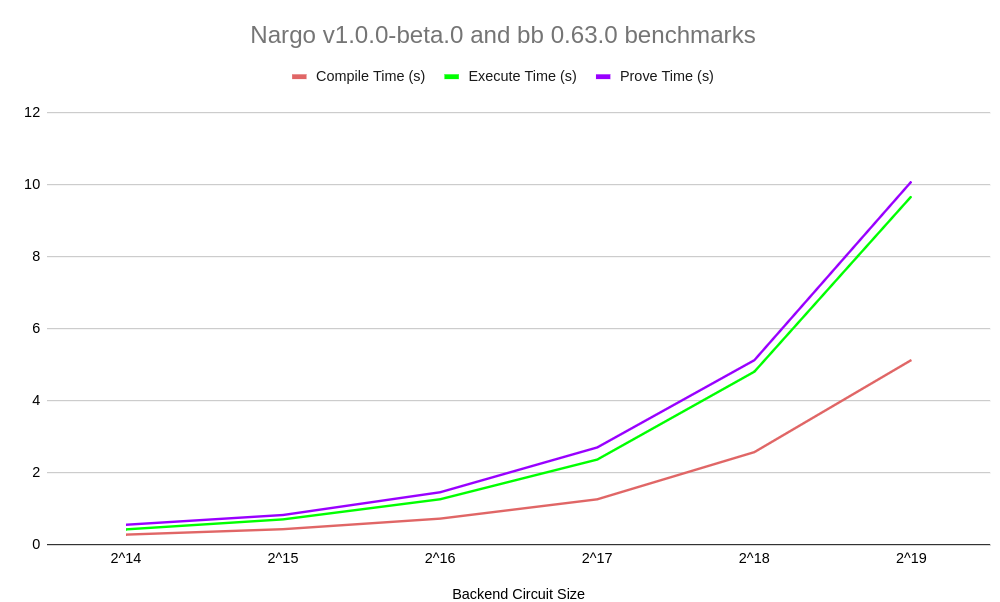 Nargo v1.0.0-beta.0 and bb 0.63.0 benchmarks
Compile Time (s) Execute Time (s) Prove Time (s)
12
10
8
6
4
2
0
2^14 2^15 2^16 2^17 2^18 2^19
Backend Circuit Size